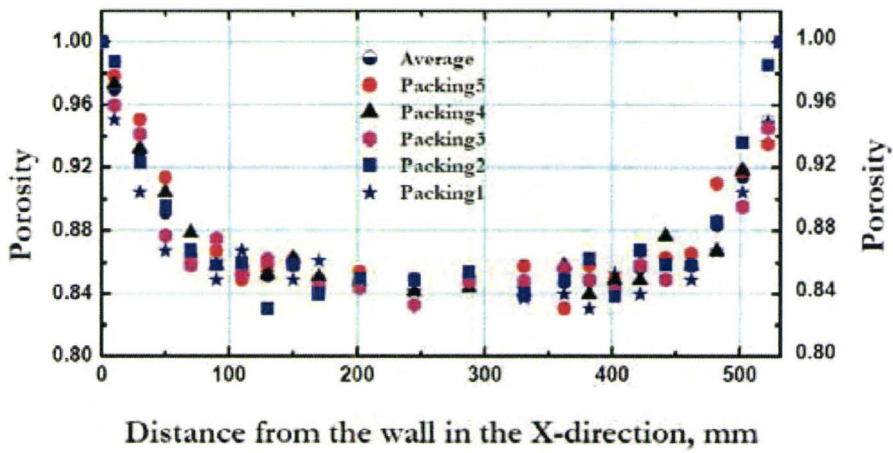 1.00
0.96
0.92
0.88
0.84
0.80
Porosity
Average
Packing5
Packing4
Packing3
Packing2
Packing1
1.00
0.96
0.92
0.88
0.84
0.80
Porosity
0
100
200
300
400
500
Distance from the wall in the X-direction, mm